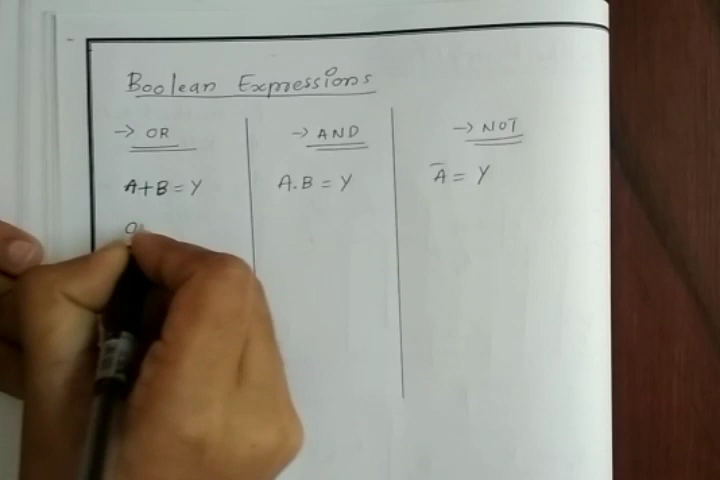 Boolean Expressions
→ OR
A+B = Y
→ AND
A.B = Y
→ NOT
A̅ = Y